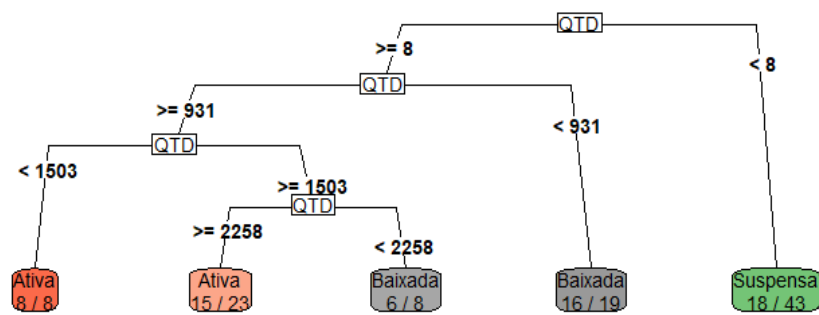 QTD
>= 8
< 8
QTD
>= 931
< 931
QTD
< 1503
>= 1503
QTD
>= 2258
< 2258
Ativa
8 / 8
Ativa
15 / 23
Baixada
6 / 8
Baixada
16 / 19
Suspensa
18 / 43